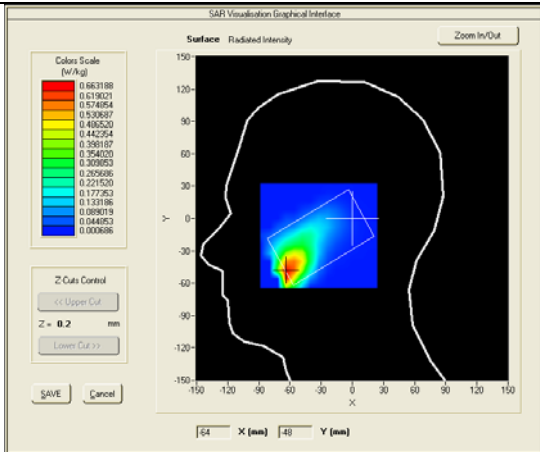 SAR Visualisation Graphical Interface
Surface Radiated Intensity
Zoom In/Out
Colors Scale
(W/kg)
0.663188
0.619021
0.574854
0.530687
0.486520
0.442354
0.398187
0.354020
0.309853
0.265686
0.221520
0.177353
0.133186
0.089019
0.044853
0.000686
Z Cuts Control
<< Upper Cut
Z = 0.2 mm
Lower Cut >>
SAVE Cancel
150
120
90
60
30
Y 0
-30
-60
-90
-120
-150
-150 -120 -90 -60 -30 0 30 60 90 120 150
X
-64 X (mm) -48 Y (mm)